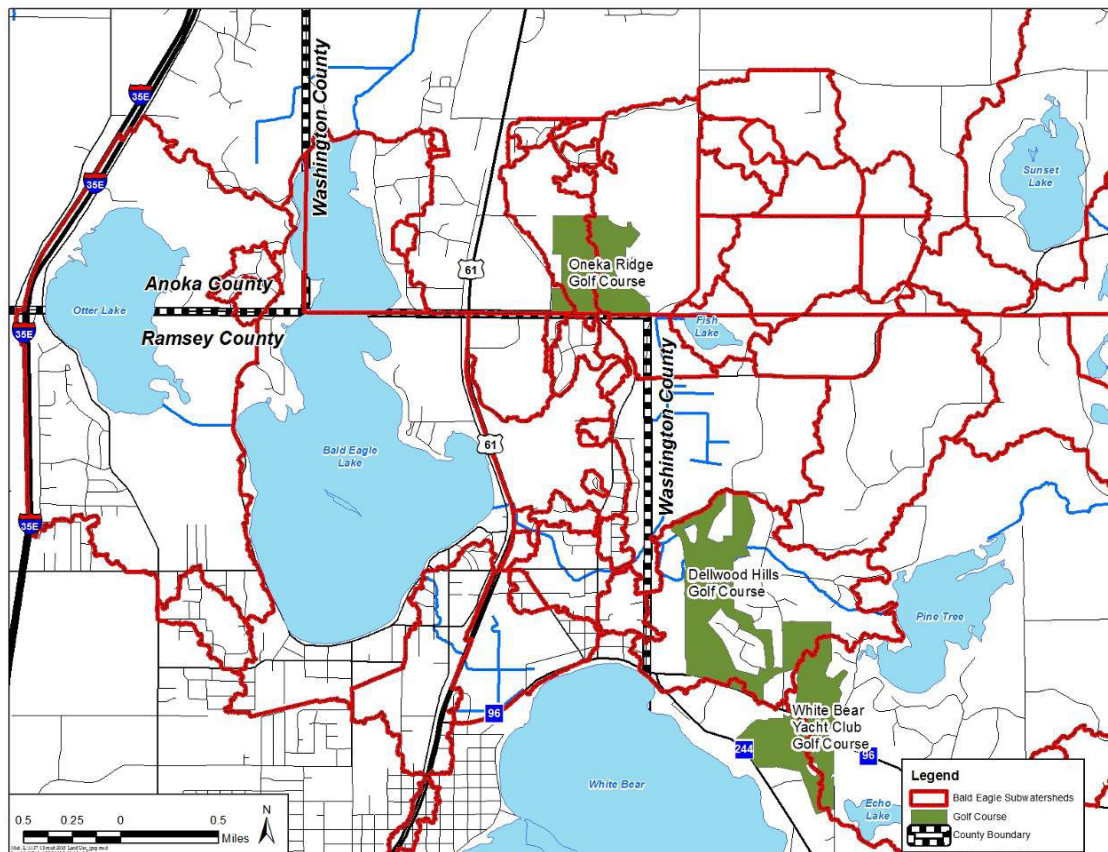 35E
Washington County
35E
Sunset
Lake
61
Oneka Ridge
Golf Course
Anoka County
Otter Lake
35E
Ramsey County
Fish
Lake
Washington County
61
Bald Eagle
Lake
35E
Dellwood Hills
Golf Course
Pine Tree
96
White Bear
Yacht Club
Golf Course
244
96
White Bear
Echo
Lake
Legend
Bald Eagle Subwatersheds
Golf Course
County Boundary
N
0.5 0.25 0 0.5
Miles